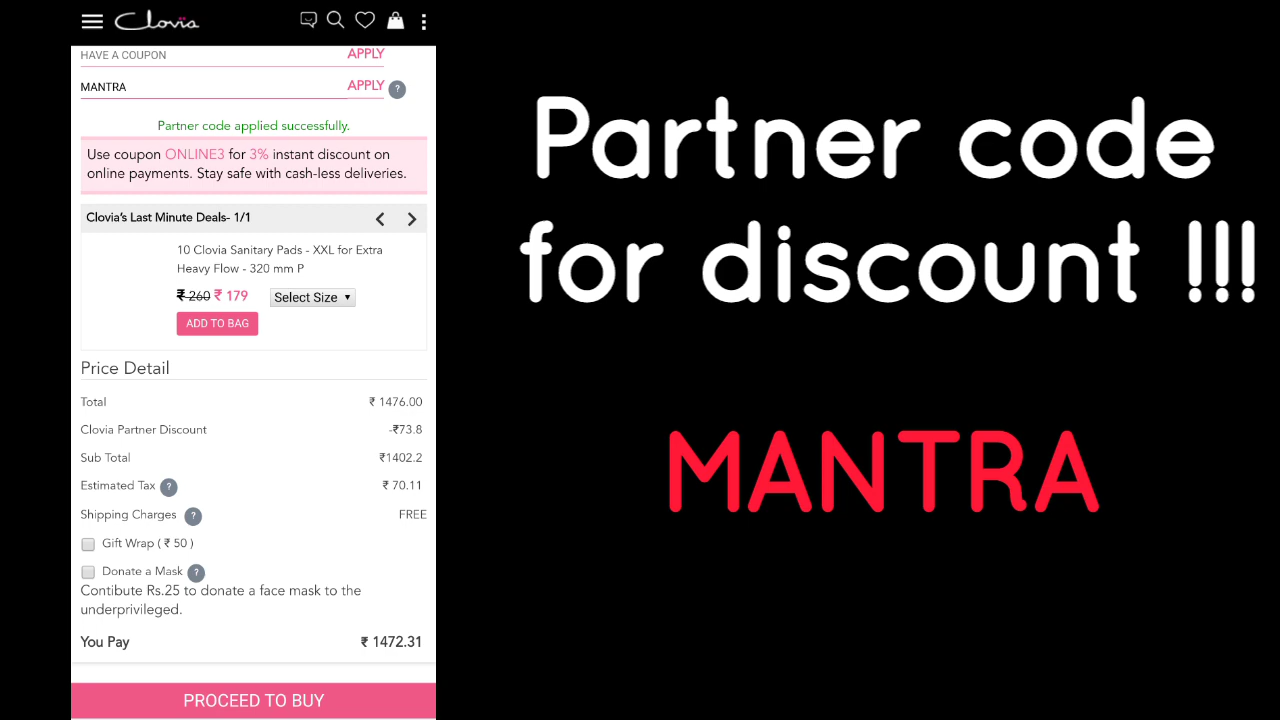 Clovia
HAVE A COUPON APPLY
MANTRA APPLY ?
Partner code applied successfully.
Use coupon ONLINE3 for 3% instant discount on
online payments. Stay safe with cash-less deliveries.
Clovia's Last Minute Deals- 1/1
10 Clovia Sanitary Pads - XXL for Extra
Heavy Flow - 320 mm P
₹ 260 ₹ 179 Select Size
ADD TO BAG
Price Detail
Total ₹ 1476.00
Clovia Partner Discount -₹73.8
Sub Total ₹1402.2
Estimated Tax ? ₹ 70.11
Shipping Charges ? FREE
Gift Wrap ( ₹ 50 )
Donate a Mask ?
Contibute Rs.25 to donate a face mask to the
underprivileged.
You Pay ₹ 1472.31
PROCEED TO BUY
Partner code
for discount !!!
MANTRA